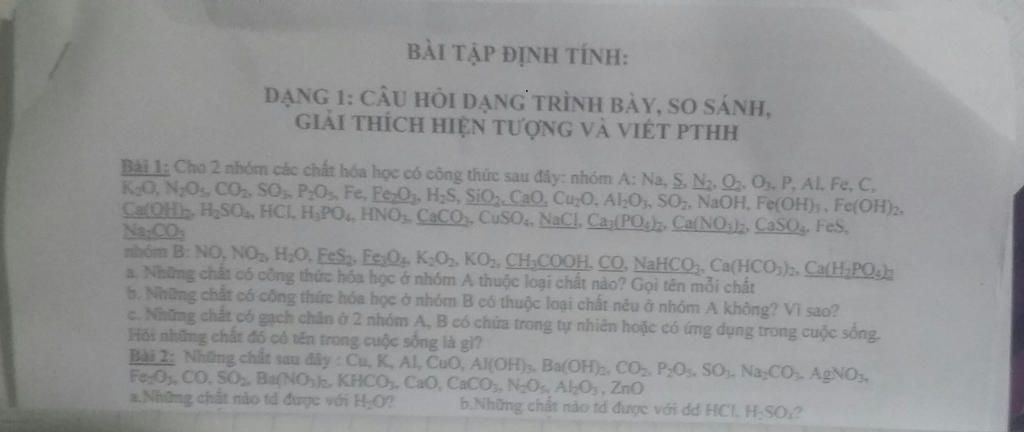 BÀI TẬP ĐỊNH TÍNH:
DẠNG 1: CÂU HỎI DẠNG TRÌNH BÀY, SO SÁNH,
GIẢI THÍCH HIỆN TƯỢNG VÀ VIẾT PTHH
Bài 1: Cho 2 nhóm các chất hóa học có công thức sau đây: nhóm A: Na, S, N₂, O₂, O₃, P, Al, Fe, C,
K₂O, N₂O₅, CO₂, SO₃, P₂O₅, Fe, Fe₂O₃, H₂S, SiO₂, CaO, Cu₂O, Al₂O₃, SO₂, NaOH, Fe(OH)₃, Fe(OH)₂,
Ca(OH)₂, H₂SO₄, HCl, H₃PO₄, HNO₃, CaCO₃, CuSO₄, NaCl, Ca₃(PO₄)₂, Ca(NO₃)₂, CaSO₄, FeS,
Na₂CO₃
nhóm B: NO, NO₂, H₂O, FeS₂, Fe₃O₄, K₂O₂, KO₂, CH₃COOH, CO, NaHCO₃, Ca(HCO₃)₂, Ca(H₂PO₄)₂
a. Những chất có công thức hóa học ở nhóm A thuộc loại chất nào? Gọi tên mỗi chất
b. Những chất có công thức hóa học ở nhóm B có thuộc loại chất nêu ở nhóm A không? Vì sao?
c. Những chất có gạch chân ở 2 nhóm A, B có chứa trong tự nhiên hoặc có ứng dụng trong cuộc sống.
Hỏi những chất đó có tên trong cuộc sống là gì?
Bài 2: Những chất sau đây : Cu, K, Al, CuO, Al(OH)₃, Ba(OH)₂, CO₂, P₂O₅, SO₃, Na₂CO₃, AgNO₃,
Fe₂O₃, CO, SO₂, Ba(NO₃)₂, KHCO₃, CaO, CaCO₃, N₂O₅, Al₂O₃ , ZnO
a.Những chất nào td được với H₂O? b.Những chất nào td được với dd HCl, H₂SO₄?